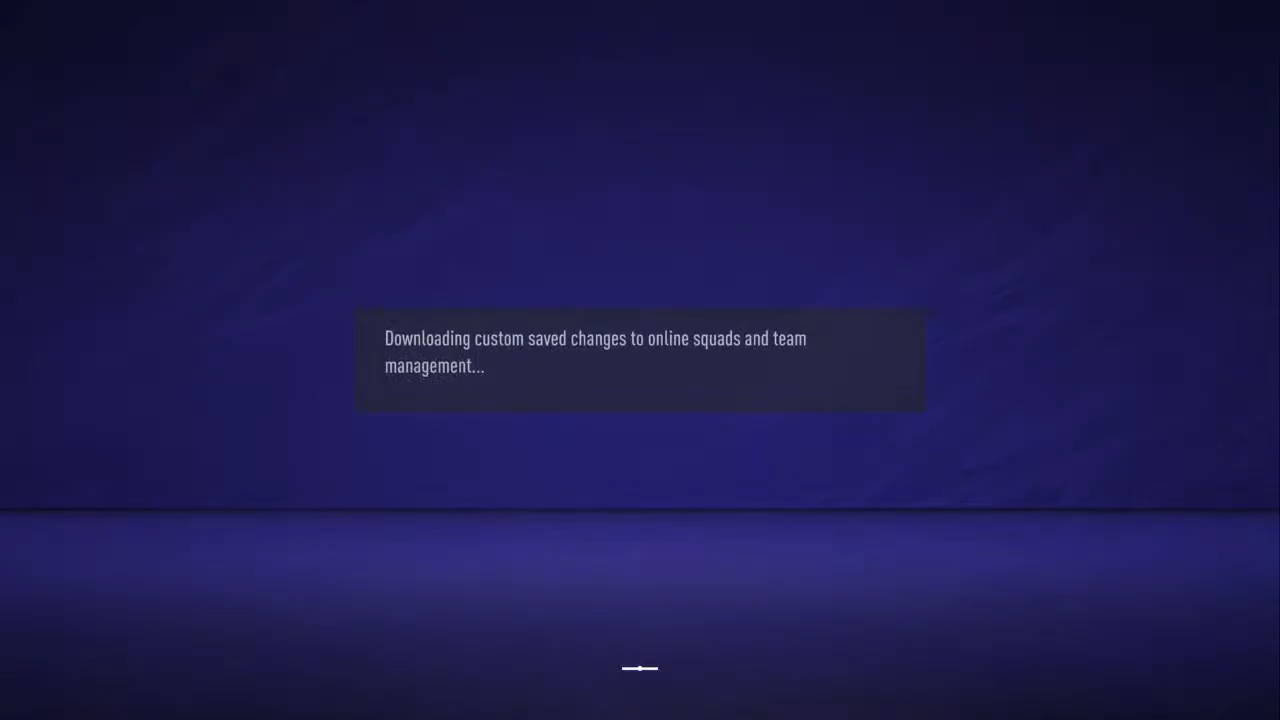 Downloading custom saved changes to online squads and team
management...